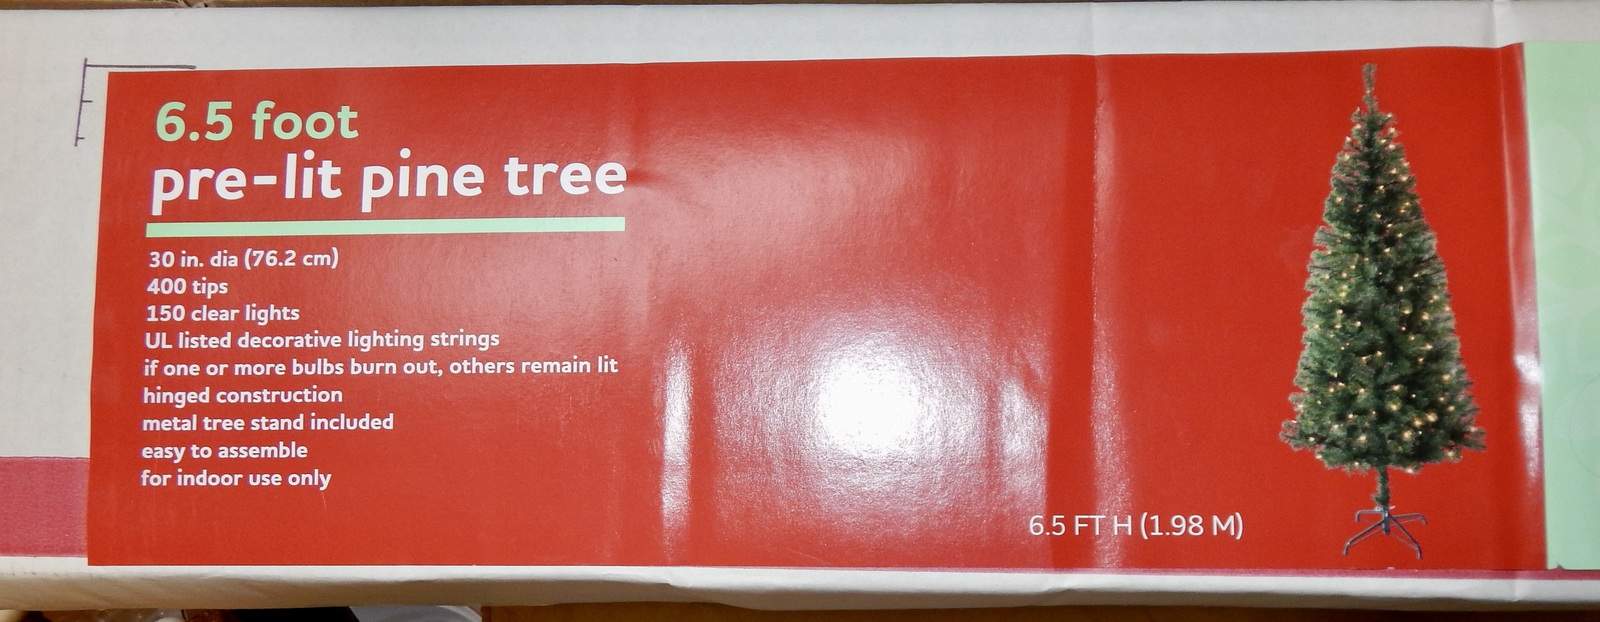 6.5 foot
pre-lit pine tree
30 in. dia (76.2 cm)
400 tips
150 clear lights
UL listed decorative lighting strings
if one or more bulbs burn out, others remain lit
hinged construction
metal tree stand included
easy to assemble
for indoor use only
6.5 FT H (1.98 M)